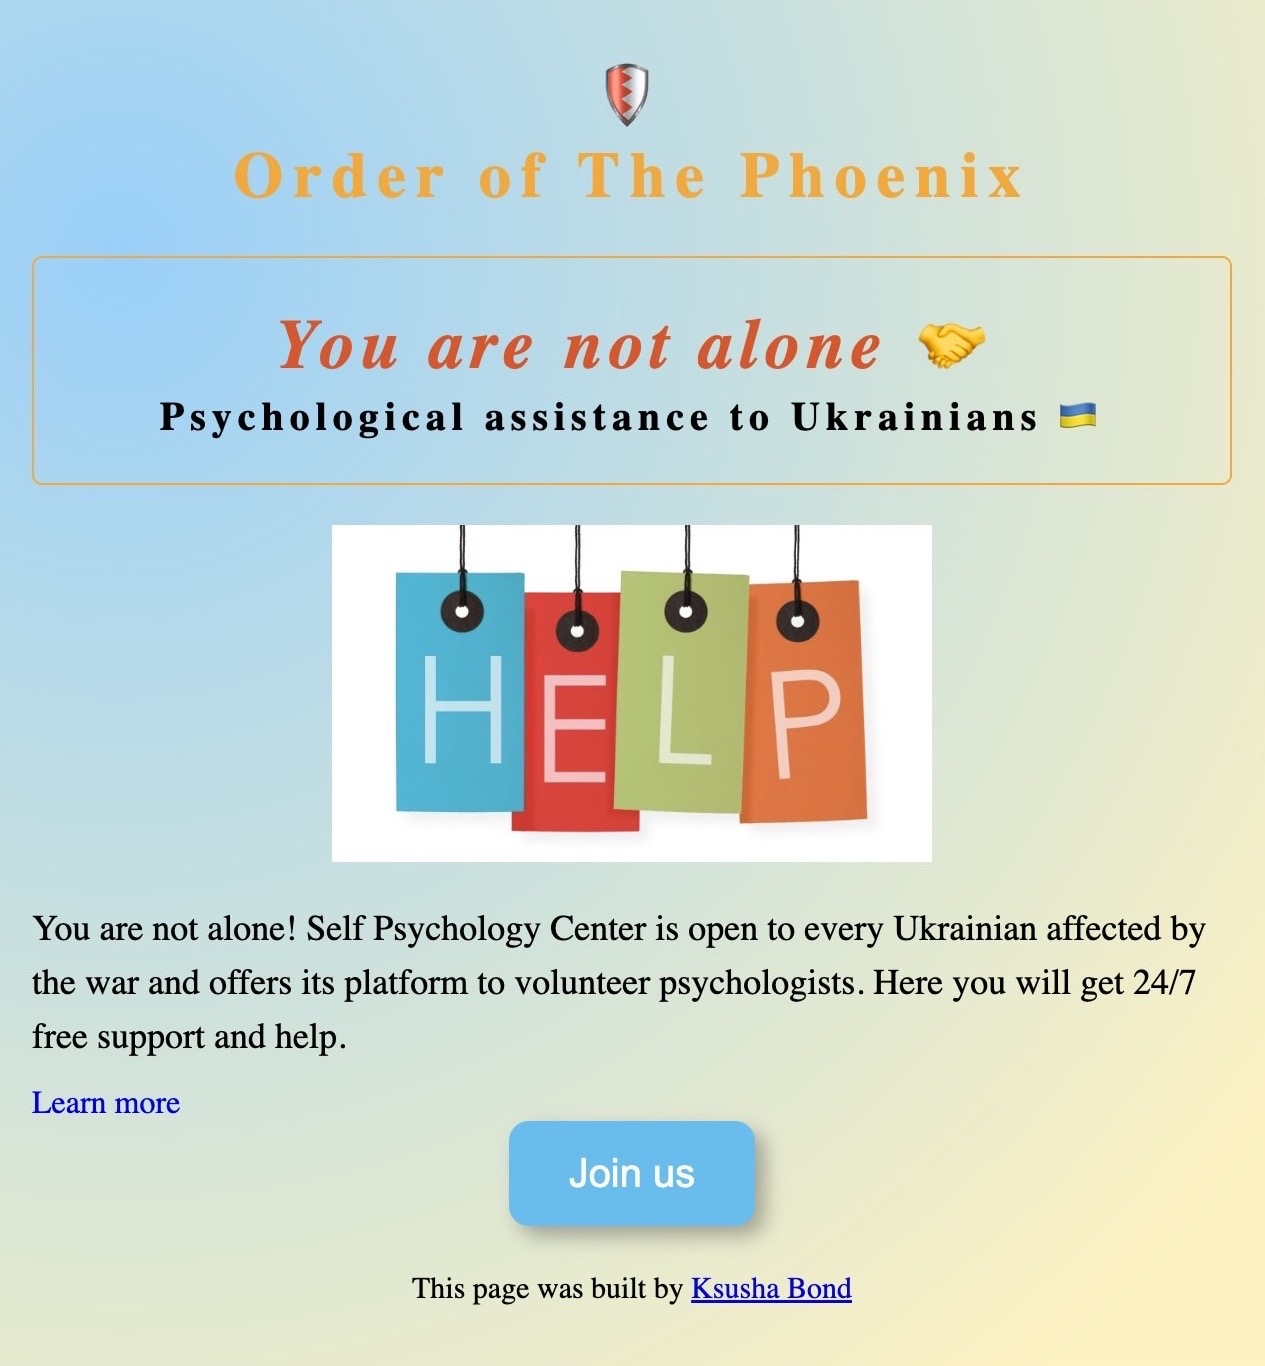 Order of The Phoenix
You are not alone 🤝
Psychological assistance to Ukrainians 🇺🇦
HELP
You are not alone! Self Psychology Center is open to every Ukrainian affected by
the war and offers its platform to volunteer psychologists. Here you will get 24/7
free support and help.
Learn more
Join us
This page was built by Ksusha Bond